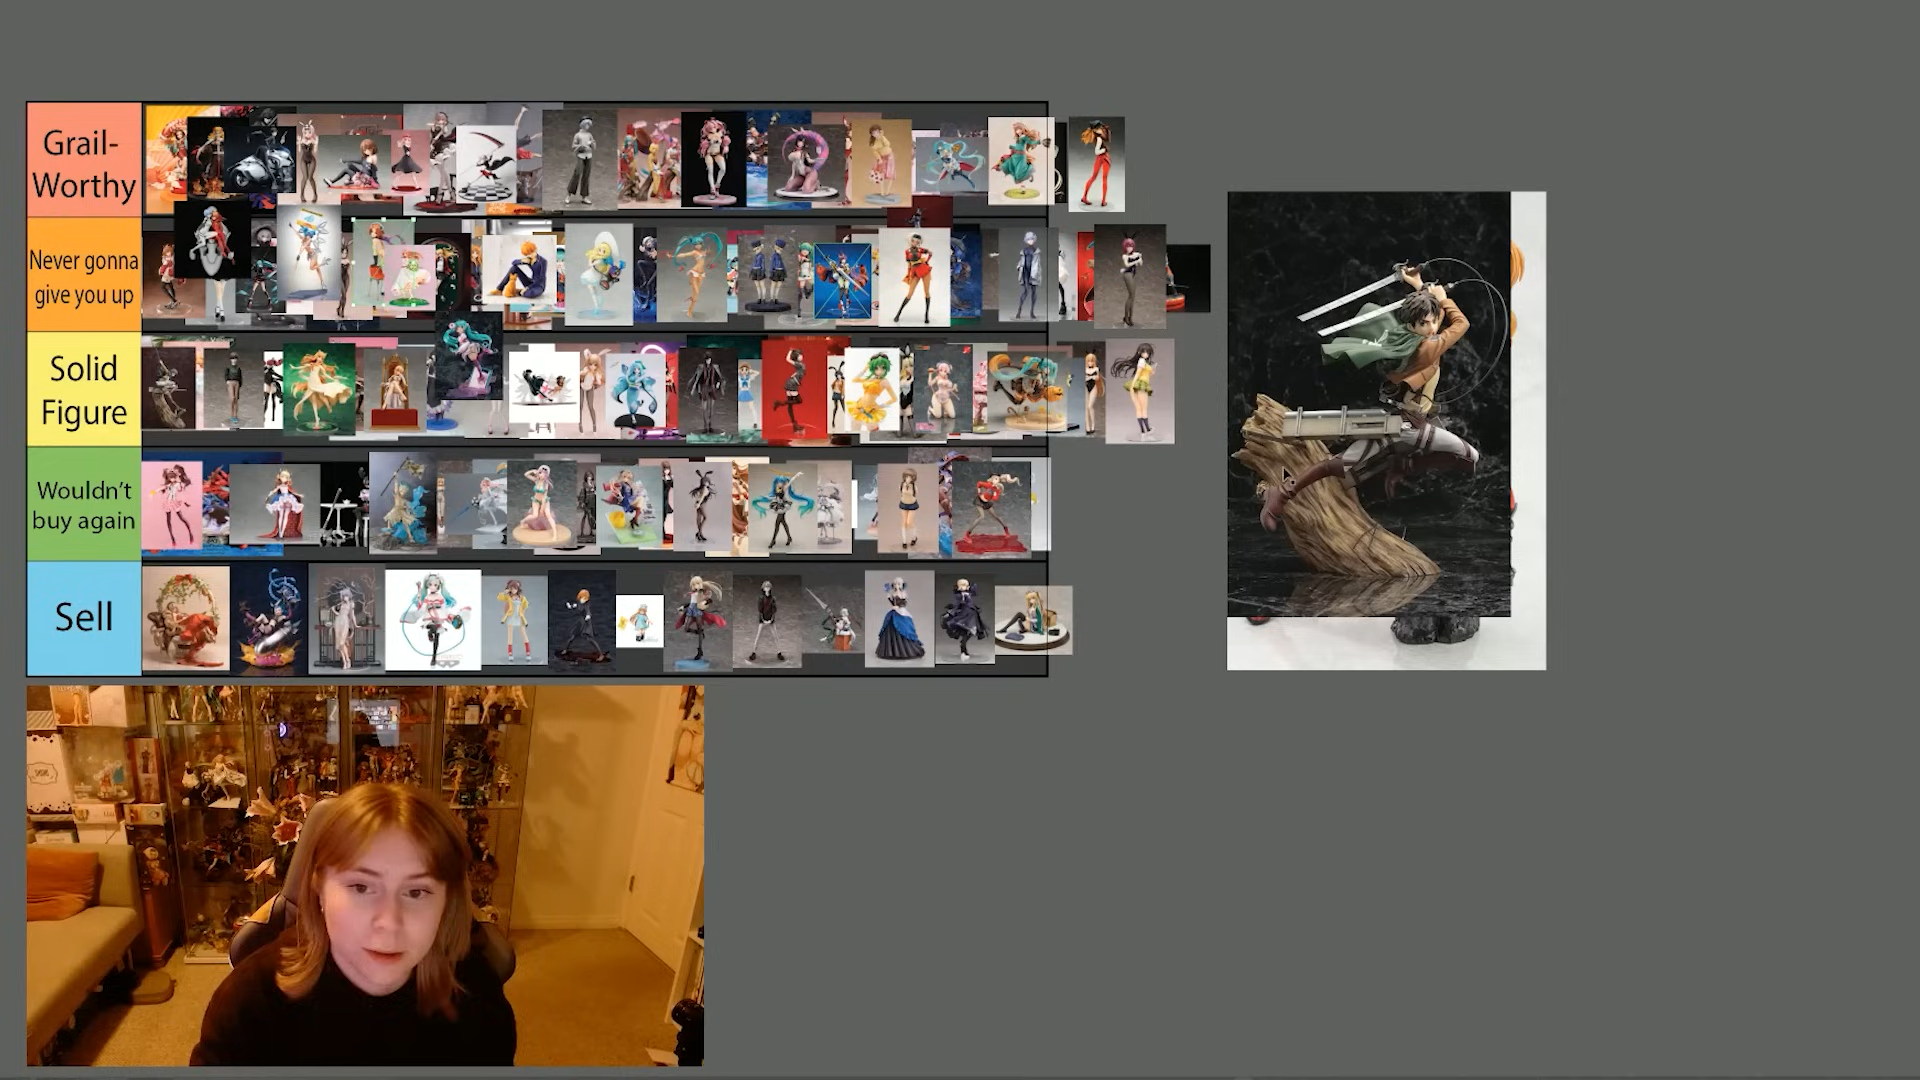 Grail-
Worthy
Never gonna
give you up
Solid
Figure
Wouldn't
buy again
Sell